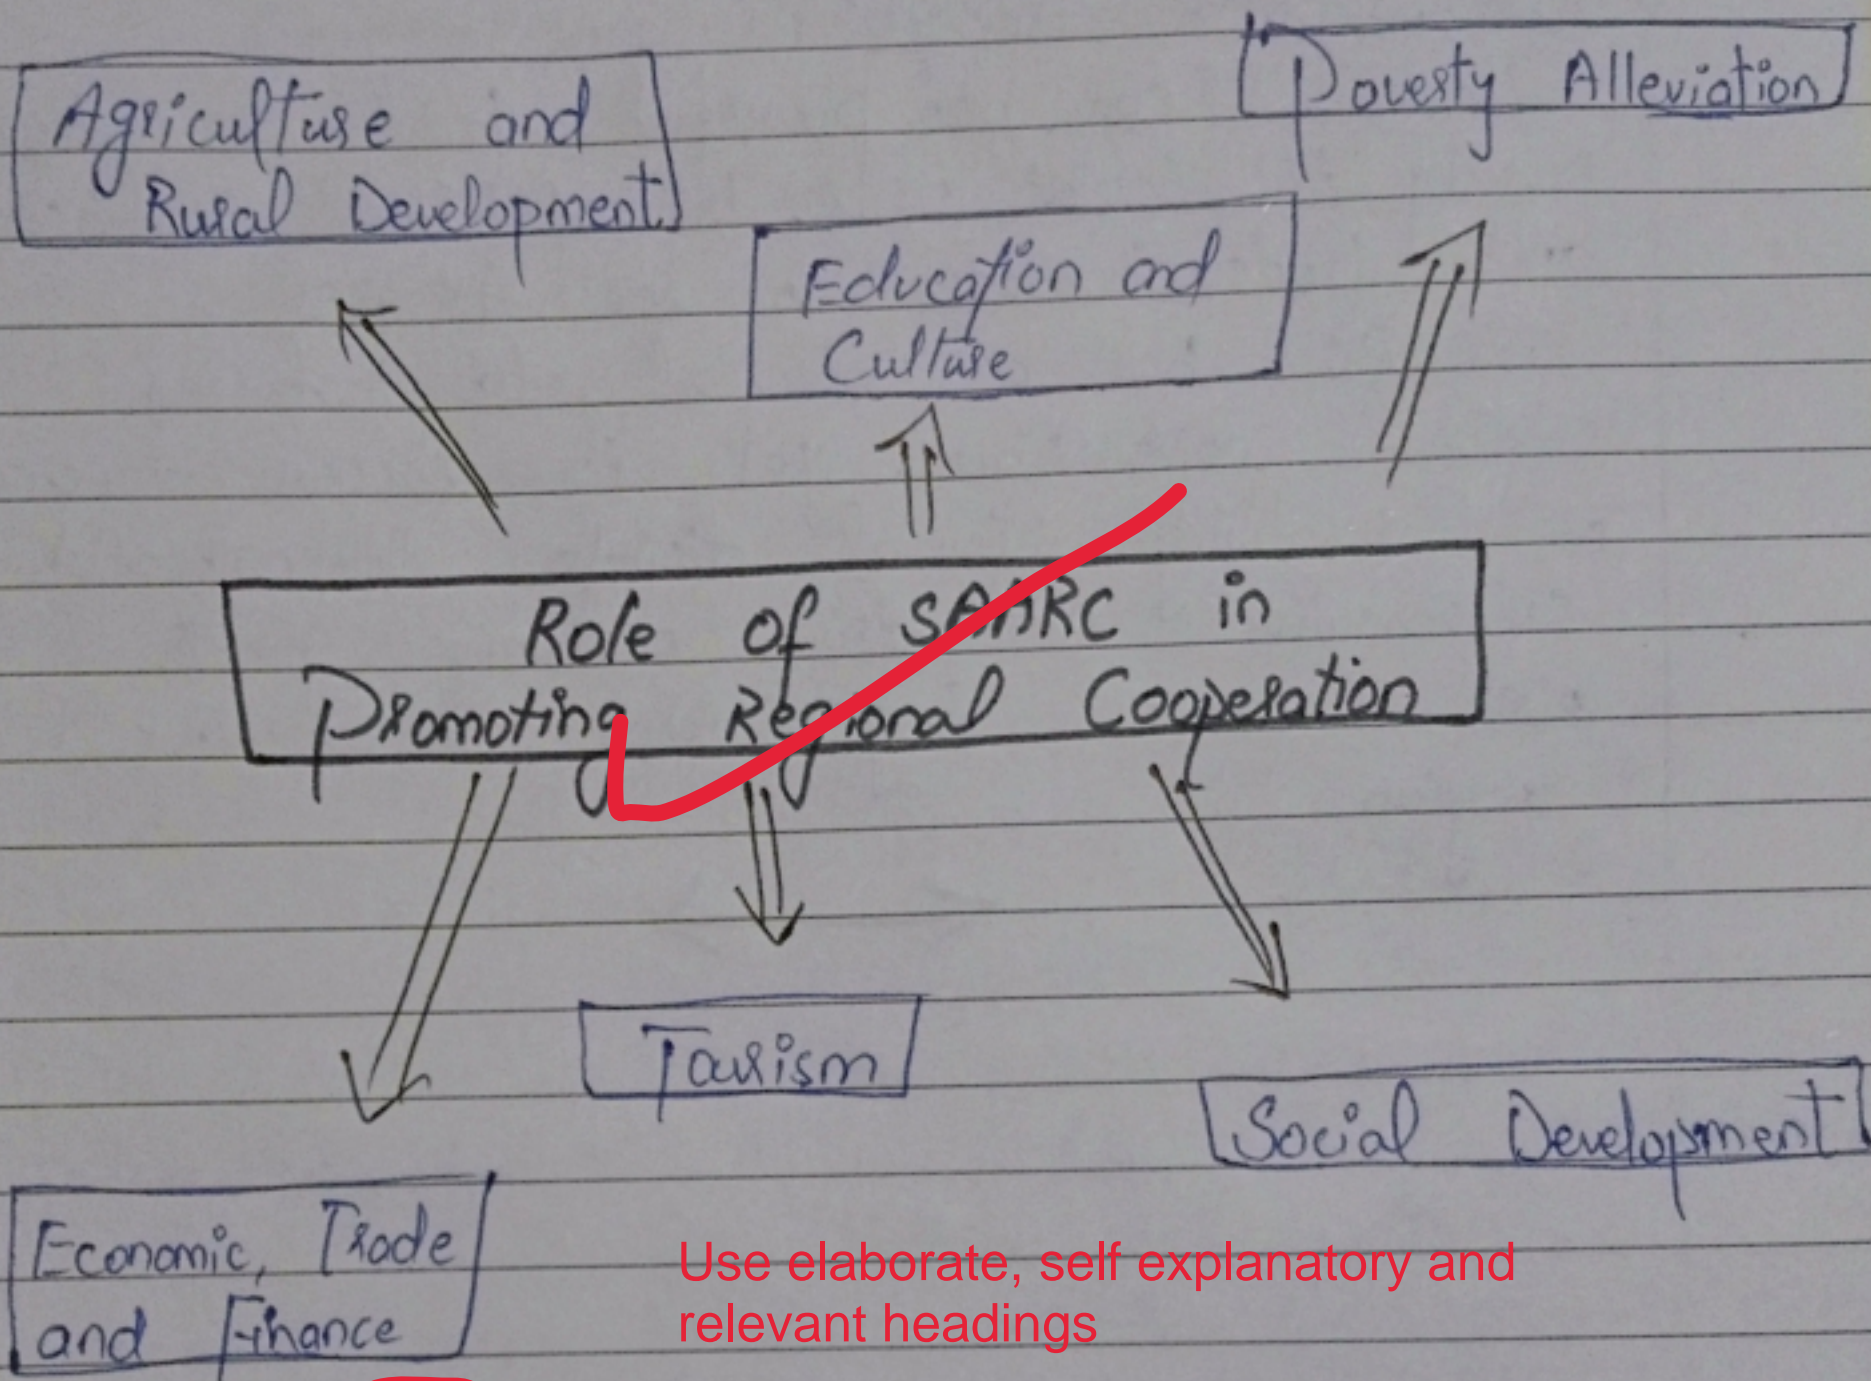 Agriculture and
Rural Development
Poverty Alleviation
Education and
Culture
Role of SAARC in
Promoting Regional Cooperation
Tourism
Social Development
Economic, Trade
and Finance
Use elaborate, self explanatory and
relevant headings